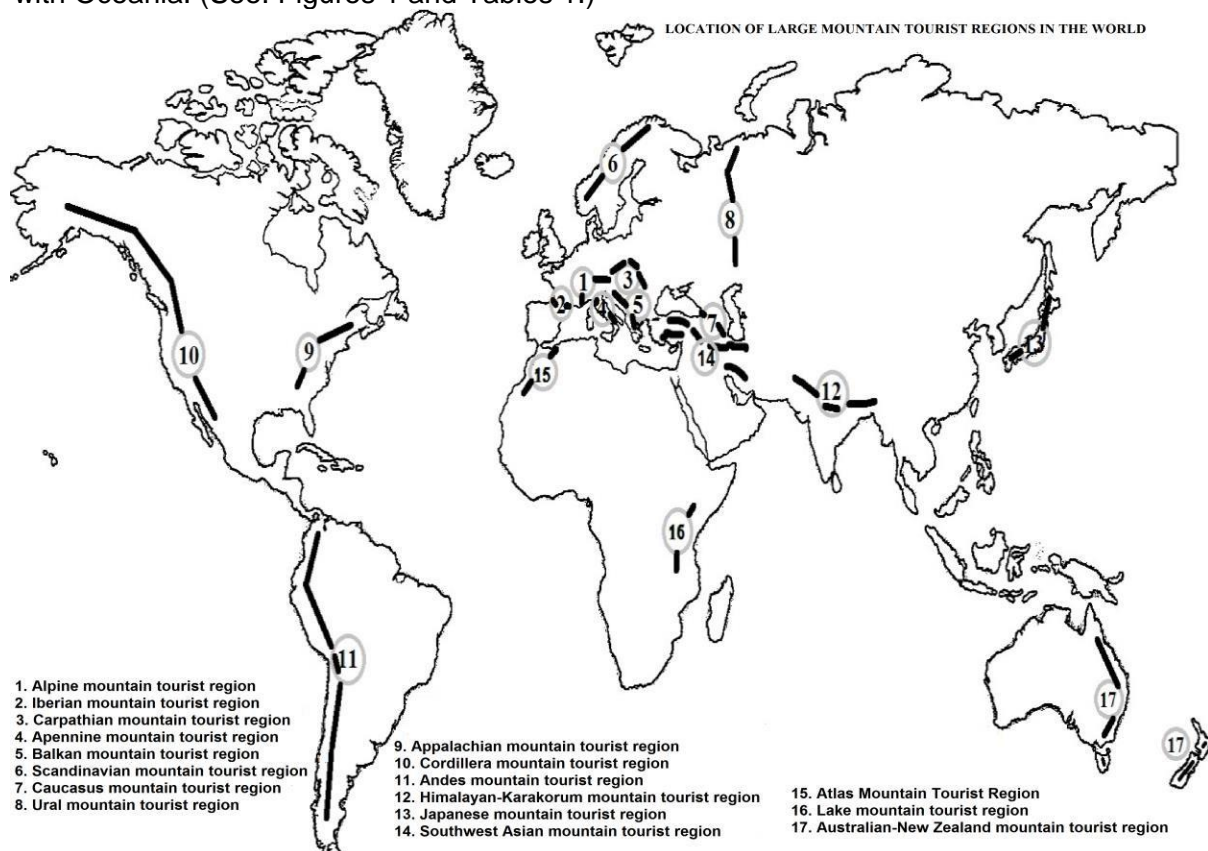 with Oceania. (See: Figures 1 and Tables 1.)
LOCATION OF LARGE MOUNTAIN TOURIST REGIONS IN THE WORLD
6
8
1
3
2
5
7
10
9
14
13
15
12
16
11
17
17
1. Alpine mountain tourist region
2. Iberian mountain tourist region
3. Carpathian mountain tourist region
4. Apennine mountain tourist region
5. Balkan mountain tourist region
6. Scandinavian mountain tourist region
7. Caucasus mountain tourist region
8. Ural mountain tourist region
9. Appalachian mountain tourist region
10. Cordillera mountain tourist region
11. Andes mountain tourist region
12. Himalayan-Karakorum mountain tourist region
13. Japanese mountain tourist region
14. Southwest Asian mountain tourist region
15. Atlas Mountain Tourist Region
16. Lake mountain tourist region
17. Australian-New Zealand mountain tourist region